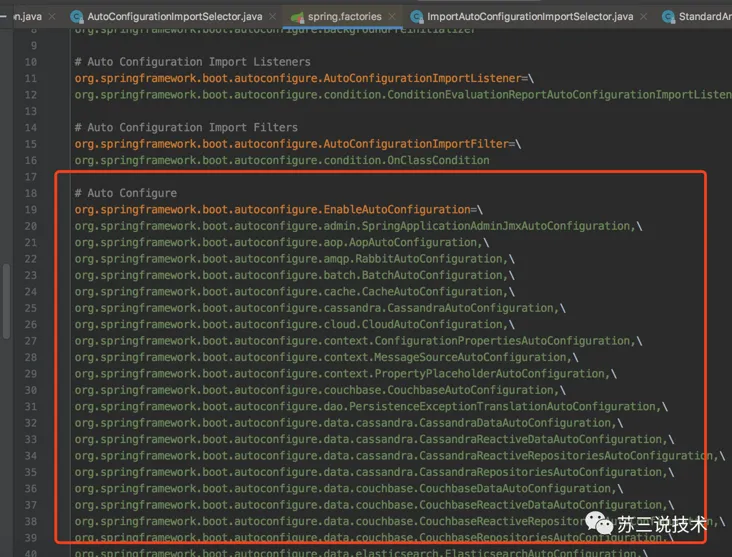 n.java AutoConfigurationImportSelector.java spring.factories ImportAutoConfigurationImportSelector.java StandardAn
8 org.springframework.boot.autoconfigure.BackgroundPreinitializer
9
10 # Auto Configuration Import Listeners
11 org.springframework.boot.autoconfigure.AutoConfigurationImportListener=\
12 org.springframework.boot.autoconfigure.condition.ConditionEvaluationReportAutoConfigurationImportListen
13
14 # Auto Configuration Import Filters
15 org.springframework.boot.autoconfigure.AutoConfigurationImportFilter=\
16 org.springframework.boot.autoconfigure.condition.OnClassCondition
17
18 # Auto Configure
19 org.springframework.boot.autoconfigure.EnableAutoConfiguration=\
20 org.springframework.boot.autoconfigure.admin.SpringApplicationAdminJmxAutoConfiguration,\
21 org.springframework.boot.autoconfigure.aop.AopAutoConfiguration,\
22 org.springframework.boot.autoconfigure.amqp.RabbitAutoConfiguration,\
23 org.springframework.boot.autoconfigure.batch.BatchAutoConfiguration,\
24 org.springframework.boot.autoconfigure.cache.CacheAutoConfiguration,\
25 org.springframework.boot.autoconfigure.cassandra.CassandraAutoConfiguration,\
26 org.springframework.boot.autoconfigure.cloud.CloudAutoConfiguration,\
27 org.springframework.boot.autoconfigure.context.ConfigurationPropertiesAutoConfiguration,\
28 org.springframework.boot.autoconfigure.context.MessageSourceAutoConfiguration,\
29 org.springframework.boot.autoconfigure.context.PropertyPlaceholderAutoConfiguration,\
30 org.springframework.boot.autoconfigure.couchbase.CouchbaseAutoConfiguration,\
31 org.springframework.boot.autoconfigure.dao.PersistenceExceptionTranslationAutoConfiguration,\
32 org.springframework.boot.autoconfigure.data.cassandra.CassandraDataAutoConfiguration,\
33 org.springframework.boot.autoconfigure.data.cassandra.CassandraReactiveDataAutoConfiguration,\
34 org.springframework.boot.autoconfigure.data.cassandra.CassandraReactiveRepositoriesAutoConfiguration,\
35 org.springframework.boot.autoconfigure.data.cassandra.CassandraRepositoriesAutoConfiguration,\
36 org.springframework.boot.autoconfigure.data.couchbase.CouchbaseDataAutoConfiguration,\
37 org.springframework.boot.autoconfigure.data.couchbase.CouchbaseReactiveDataAutoConfiguration,\
38 org.springframework.boot.autoconfigure.data.couchbase.CouchbaseReactiveRepositor
39 org.springframework.boot.autoconfigure.data.couchbase.CouchbaseRepositoriesAutoConfiguration,\
40 org.springframework.boot.autoconfigure.data.elasticsearch.ElasticsearchAutoConfiguration,\
苏三说技术